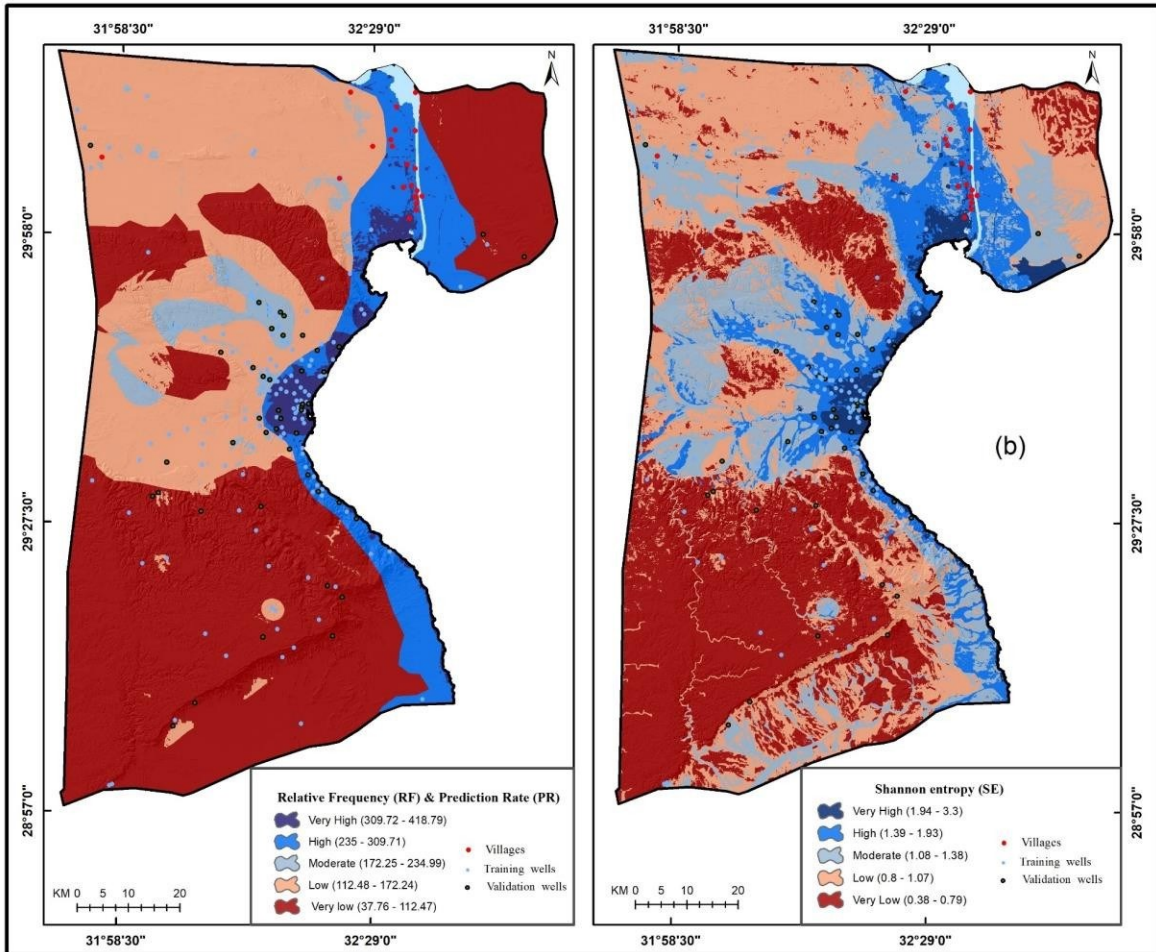 31°58'30" 32°29'0" 31°58'30" 32°29'0"
N N
29°58'0" 29°58'0"
(b)
29°27'30" 29°27'30"
28°57'0" 28°57'0"
Relative Frequency (RF) & Prediction Rate (PR)
Very High (309.72 - 418.79)
High (235 - 309.71)
Moderate (172.25 - 234.99)
Low (112.48 - 172.24)
Very low (37.76 - 112.47)
Villages
Training wells
Validation wells
KM 0 5 10 20
Shannon entropy (SE)
Very High (1.94 - 3.3)
High (1.39 - 1.93)
Moderate (1.08 - 1.38)
Low (0.8 - 1.07)
Very Low (0.38 - 0.79)
Villages
Training wells
Validation wells
KM 0 5 10 20
31°58'30" 32°29'0" 31°58'30" 32°29'0"